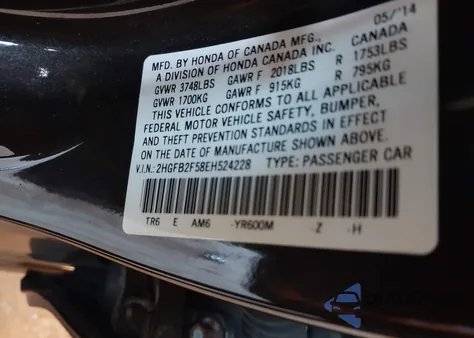 05/'14
MFD. BY HONDA OF CANADA MFG., CANADA
A DIVISION OF HONDA CANADA INC.
GVWR 3748LBS GAWR F 2018LBS R 1753LBS
GVWR 1700KG GAWR F 915KG R 795KG
THIS VEHICLE CONFORMS TO ALL APPLICABLE
FEDERAL MOTOR VEHICLE SAFETY, BUMPER,
AND THEFT PREVENTION STANDARDS IN EFFECT
ON THE DATE OF MANUFACTURE SHOWN ABOVE.
V.I.N.: 2HGFB2F58EH524228 TYPE: PASSENGER CAR
TR6 E AM6 -YR600M -Z -H